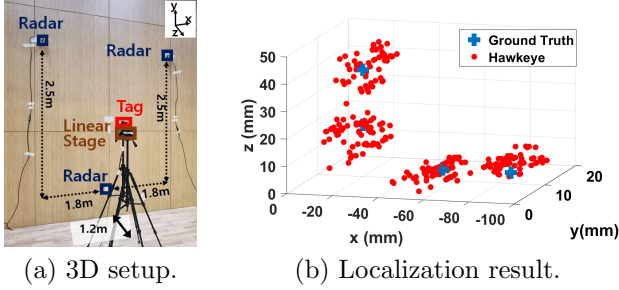 y
x
z
Radar
Radar
2.5m
2.5m
Tag
Linear
Stage
Radar
1.8m
1.8m
1.2m
(a) 3D setup.
(b)
Ground Truth
Hawkeye
50
40
30
20
10
0
z (mm)
0
-20
-40
-60
-80
-100
x (mm)
0
10
20
y(mm)
(b) Localization result.